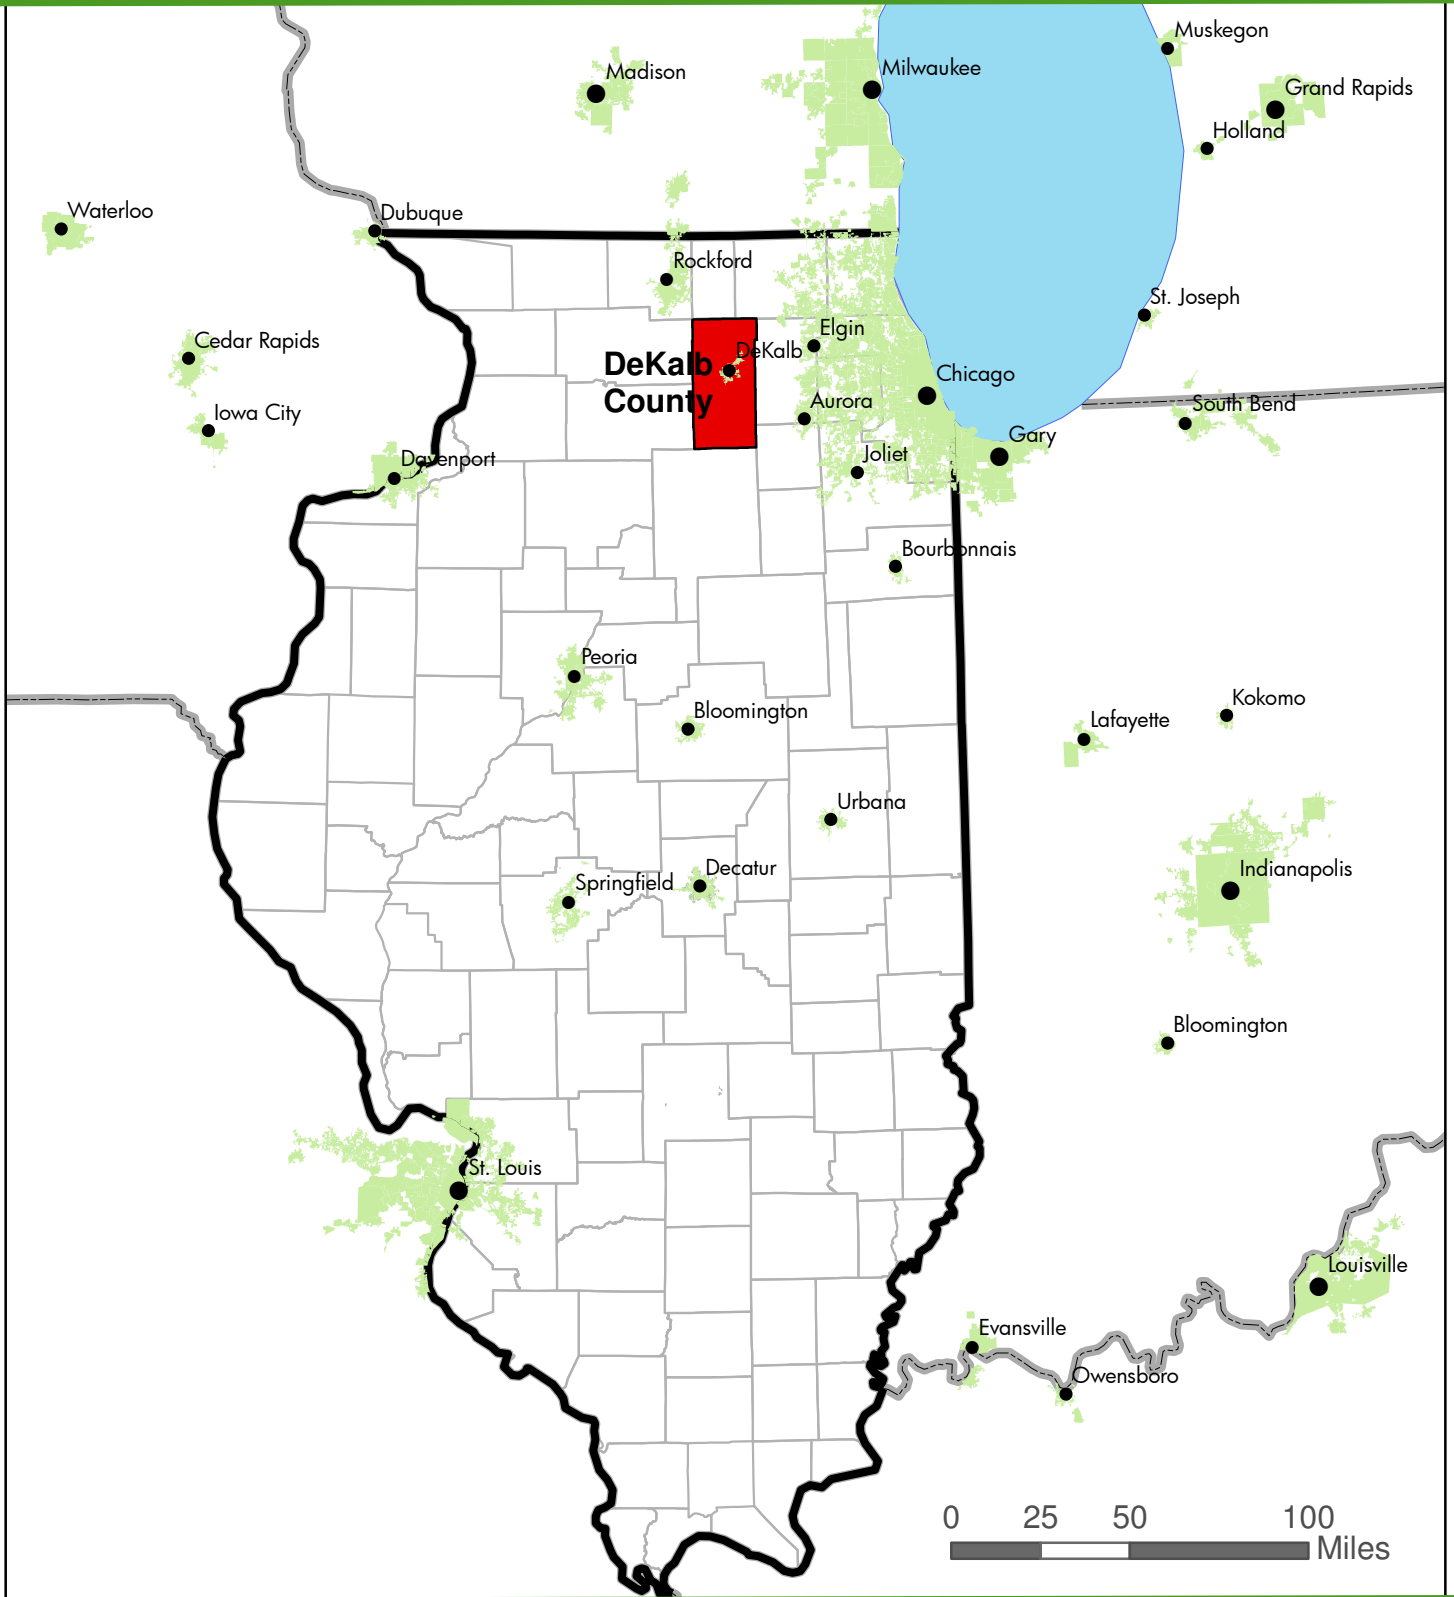 Muskegon
Madison
Milwaukee
Grand Rapids
Holland
Waterloo
Dubuque
Rockford
St. Joseph
Elgin
Cedar Rapids
DeKalb
DeKalb
County
Chicago
Aurora
South Bend
Iowa City
Gary
Joliet
Davenport
Bourbonnais
Peoria
Kokomo
Bloomington
Lafayette
Urbana
Decatur
Indianapolis
Springfield
Bloomington
St. Louis
Louisville
Evansville
Owensboro
0 25 50 100
Miles